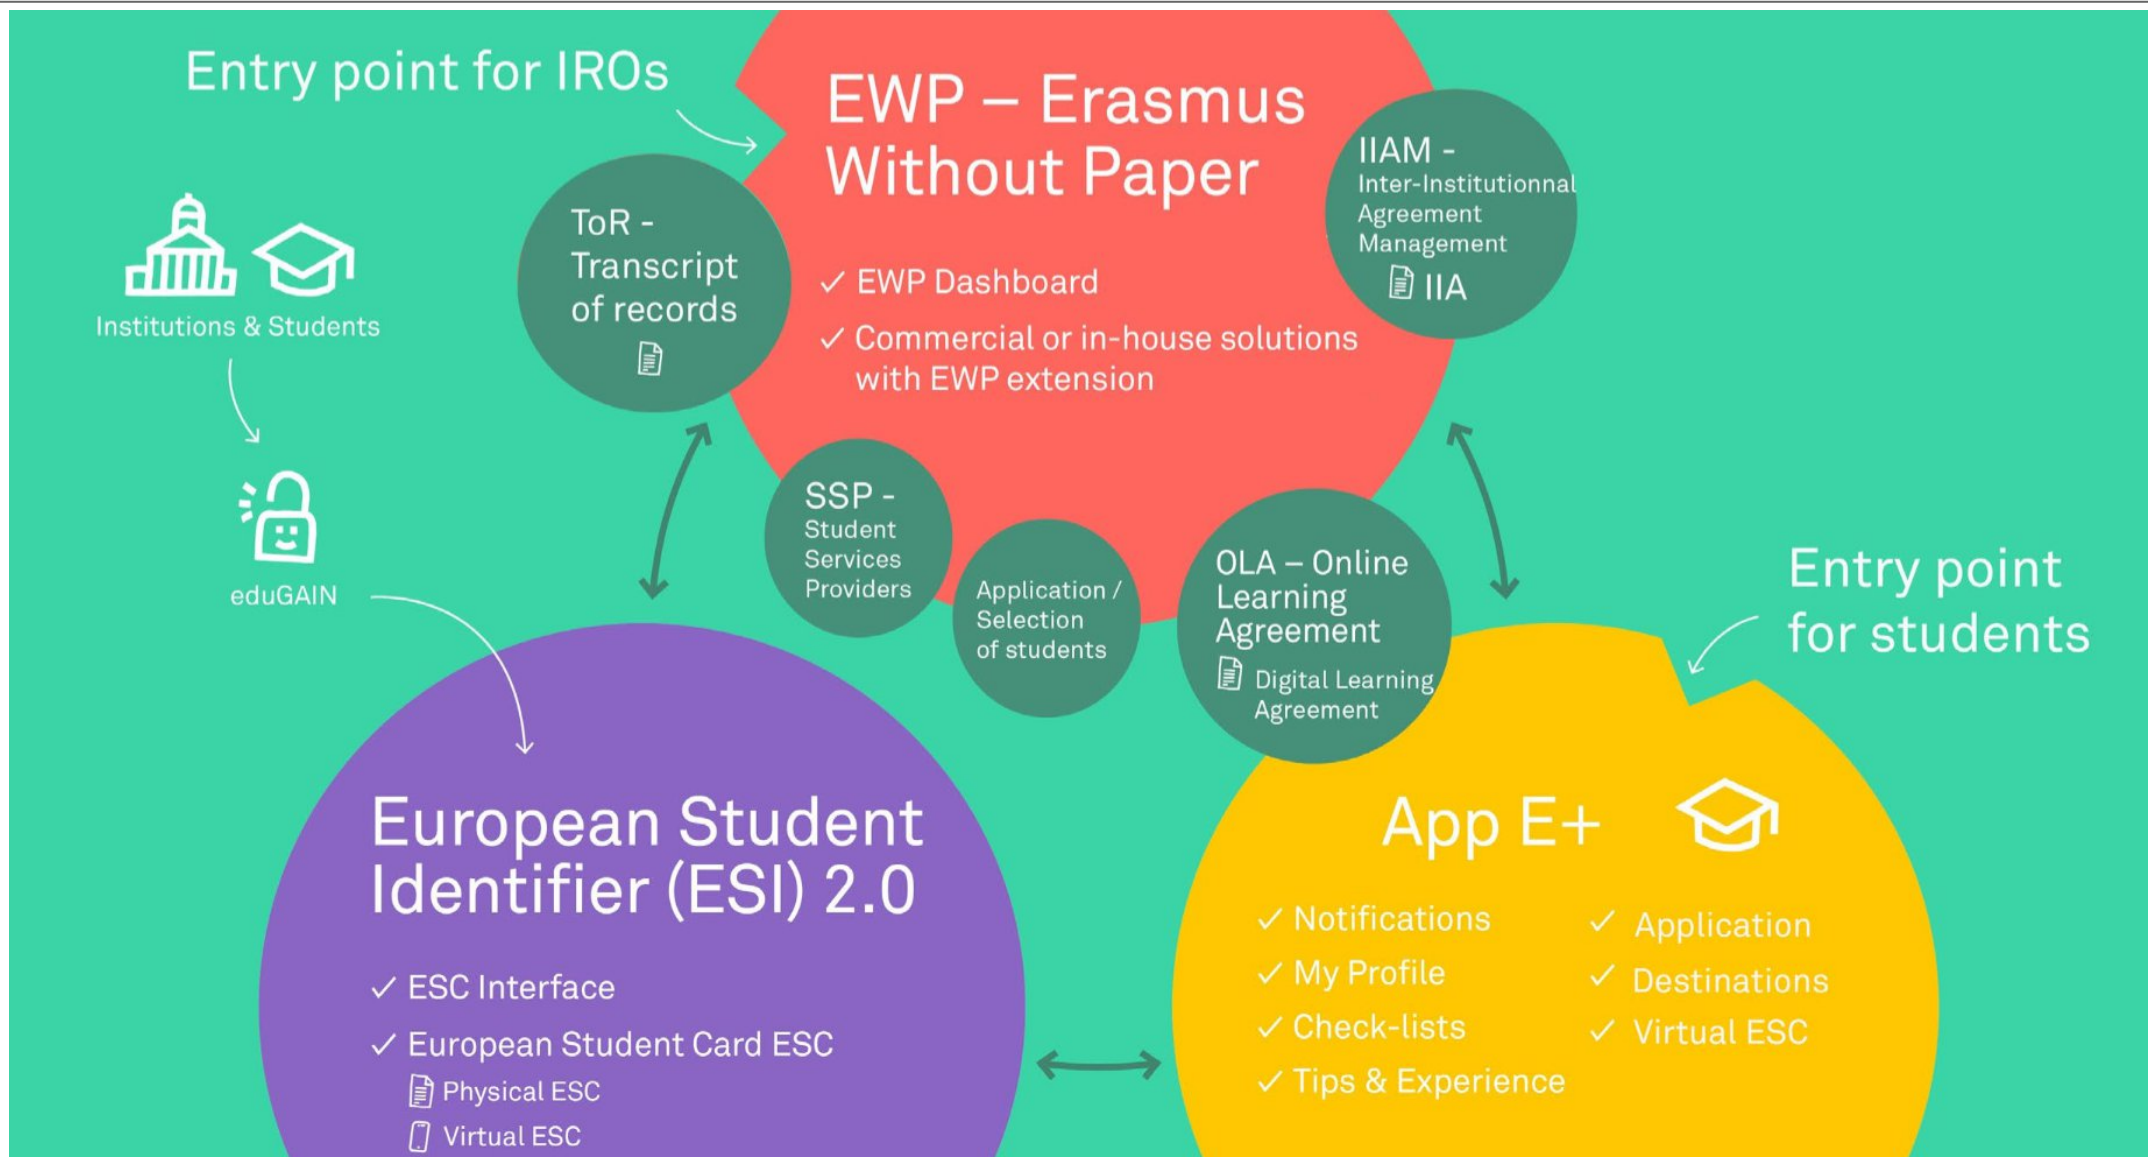 Entry point for IROs
EWP – Erasmus
Without Paper
✓ EWP Dashboard
✓ Commercial or in-house solutions
with EWP extension
IIAM -
Inter-Institutionnal
Agreement
Management
IIA
ToR -
Transcript
of records
Institutions & Students
eduGAIN
SSP -
Student
Services
Providers
Application /
Selection
of students
OLA – Online
Learning
Agreement
Digital Learning
Agreement
Entry point
for students
European Student
Identifier (ESI) 2.0
✓ ESC Interface
✓ European Student Card ESC
Physical ESC
Virtual ESC
App E+
✓ Notifications
✓ My Profile
✓ Check-lists
✓ Tips & Experience
✓ Application
✓ Destinations
✓ Virtual ESC